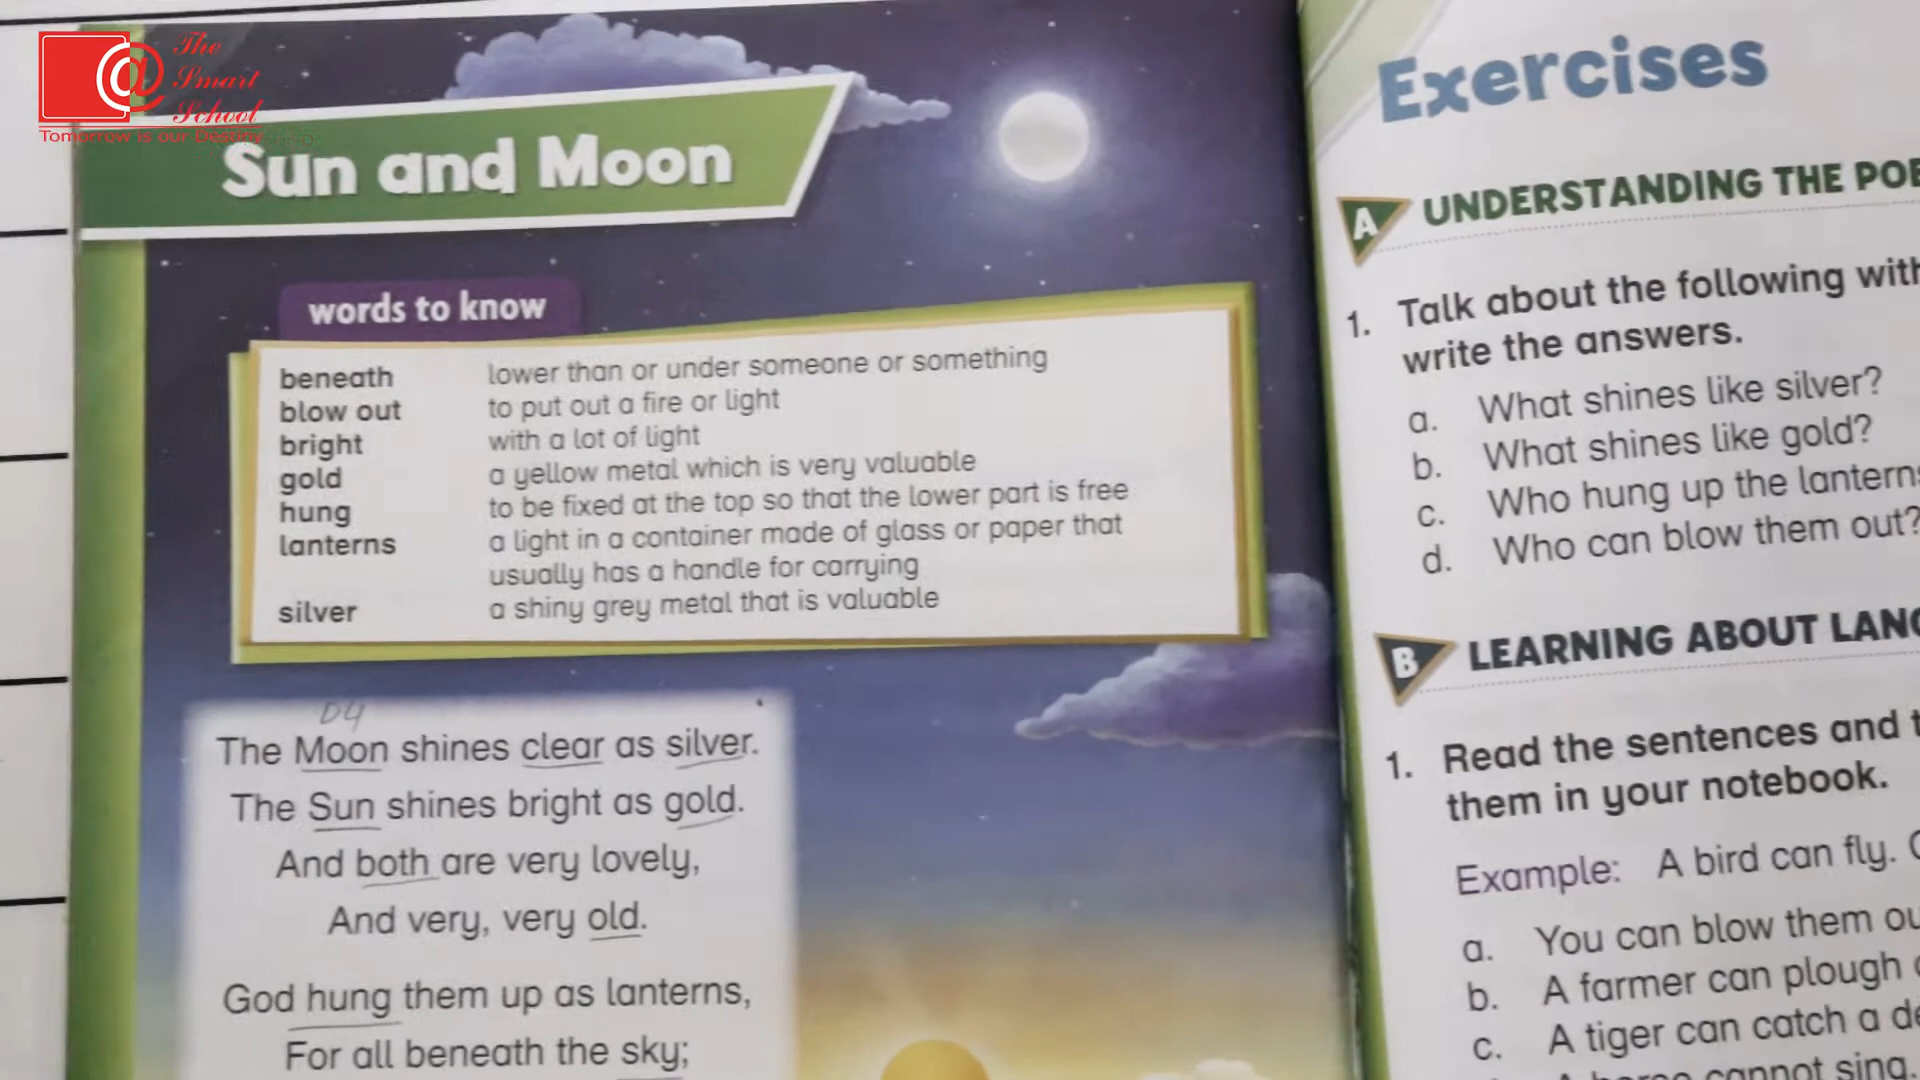 The
Smart
School
Tomorrow is our Destiny
Sun and Moon
words to know
beneath lower than or under someone or something
blow out to put out a fire or light
bright with a lot of light
gold a yellow metal which is very valuable
hung to be fixed at the top so that the lower part is free
lanterns a light in a container made of glass or paper that
usually has a handle for carrying
silver a shiny grey metal that is valuable
D4
The Moon shines clear as silver.
The Sun shines bright as gold.
And both are very lovely,
And very, very old.
God hung them up as lanterns,
For all beneath the sky;
Exercises
A UNDERSTANDING THE
1. Talk about the following
write the answers.
a. What shines like silver?
b. What shines like gold?
c. Who hung up the lanterns
d. Who can blow them out?
B LEARNING ABOUT
1. Read the sentences and
them in your notebook.
Example: A bird can fly.
a. You can blow them
b. A farmer can plough
c. A tiger can catch a
cannot sing.